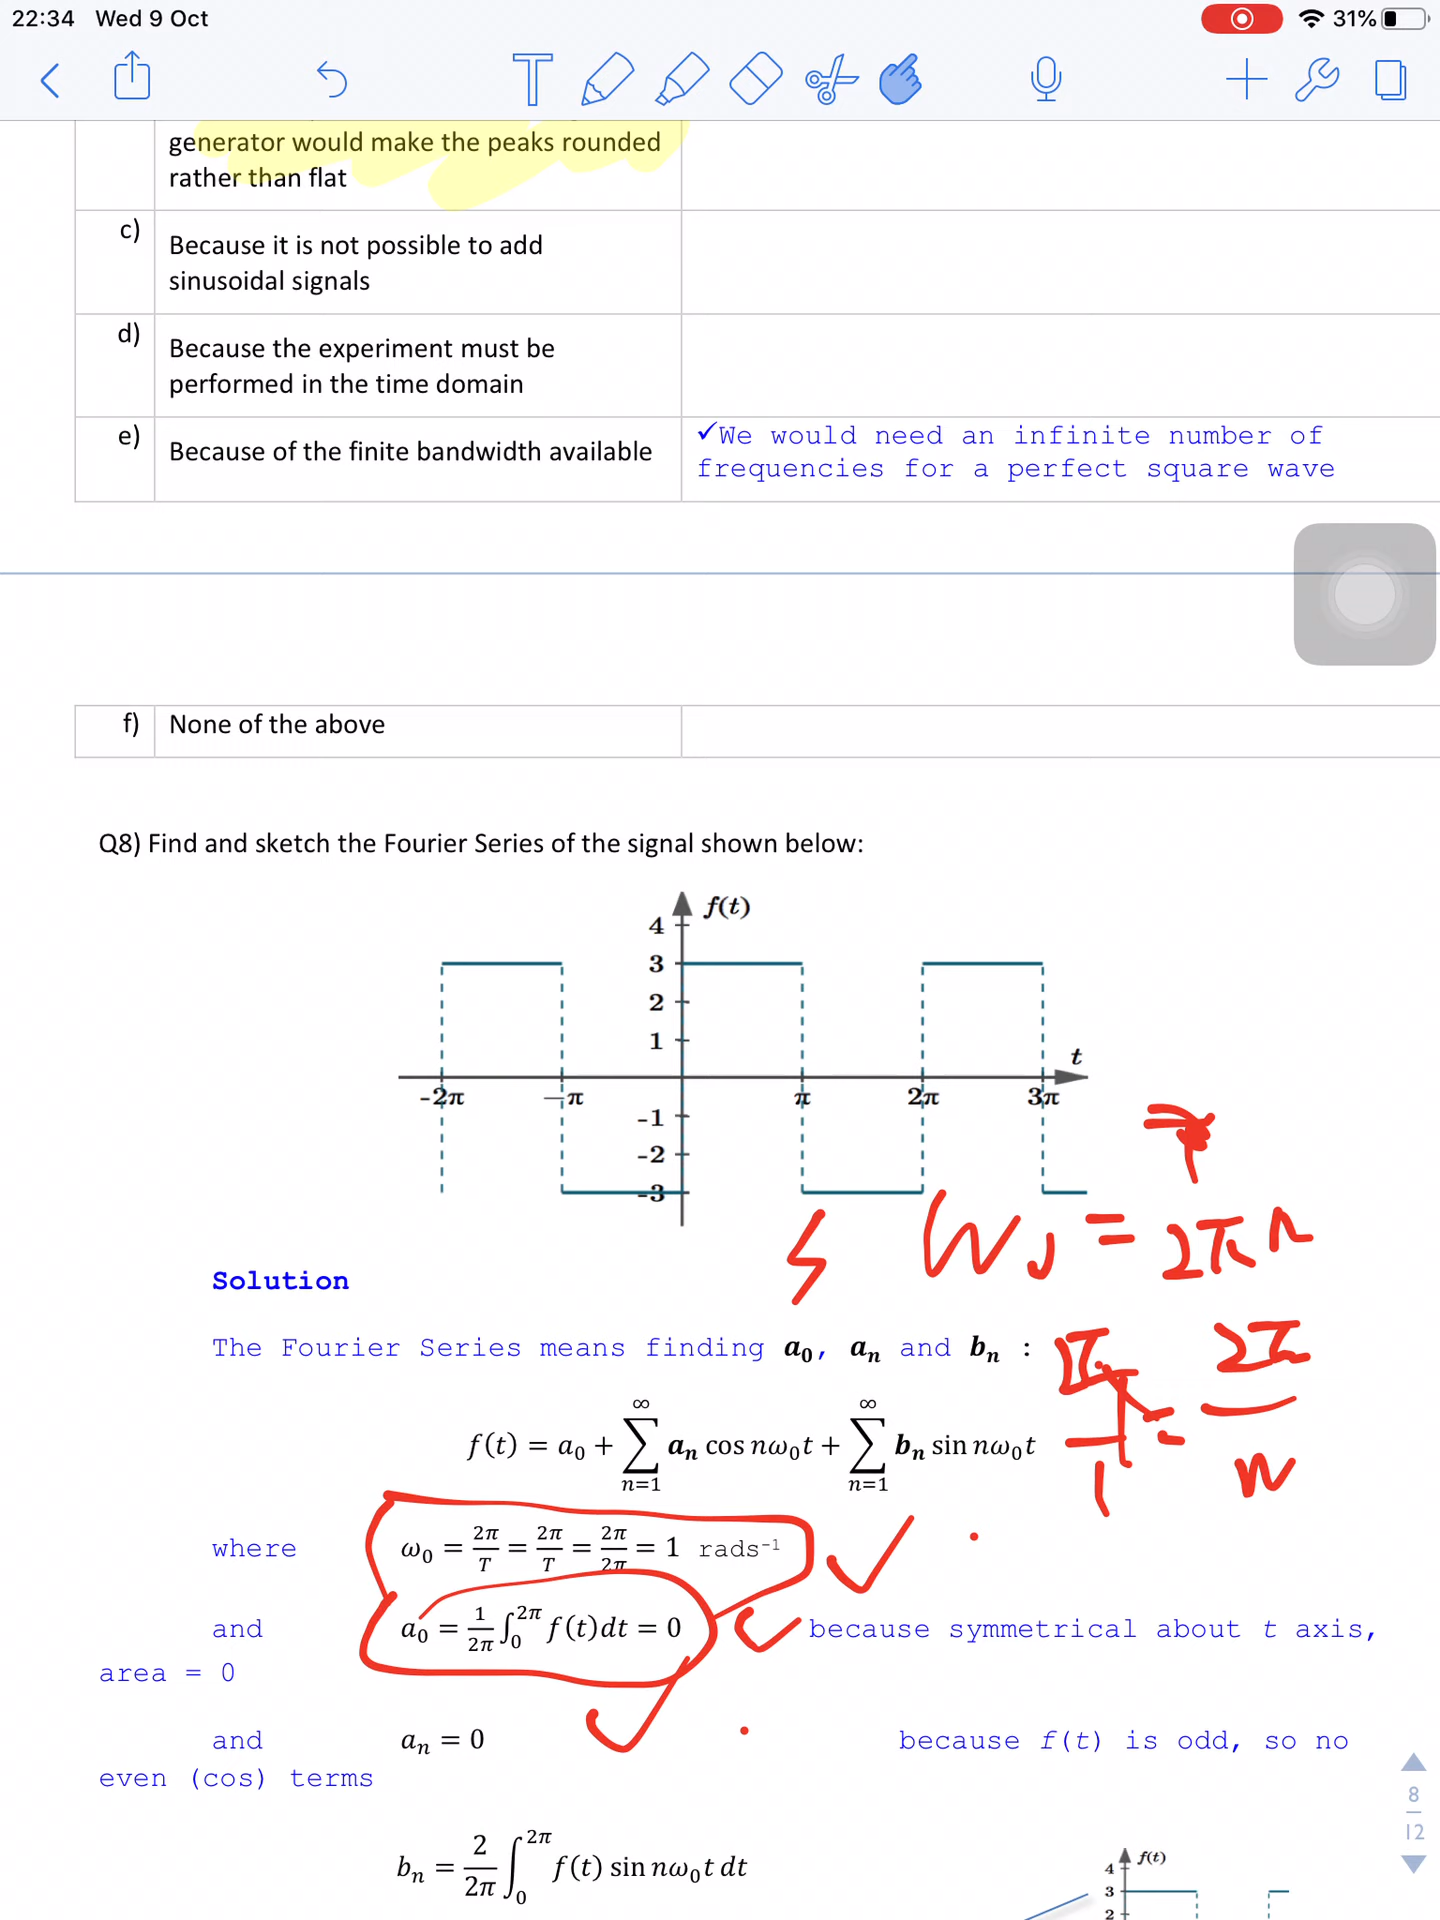 22:34 Wed 9 Oct 31%
generator would make the peaks rounded
rather than flat
c) Because it is not possible to add
sinusoidal signals
d) Because the experiment must be
performed in the time domain
e) Because of the finite bandwidth available
✓We would need an infinite number of
frequencies for a perfect square wave
f) None of the above
Q8) Find and sketch the Fourier Series of the signal shown below:
f(t)
4
3
2
1
t
-2π −π π 2π 3π
-1
-2
-3
= 2π
Solution
The Fourier Series means finding a₀, aₙ and bₙ :
2π
f(t) = a₀ + ∑_{n=1}^{∞} aₙ cos nω₀t + ∑_{n=1}^{∞} bₙ sin nω₀t
where ω₀ = 2π/T = 2π/T = 2π/2π = 1 rads⁻¹
and a₀ = 1/2π ∫₀^{2π} f(t)dt = 0 because symmetrical about t axis,
area = 0
and aₙ = 0 because f(t) is odd, so no
even (cos) terms
bₙ = 2/2π ∫₀^{2π} f(t) sin nω₀t dt
8
12
f(t)
4
3
2